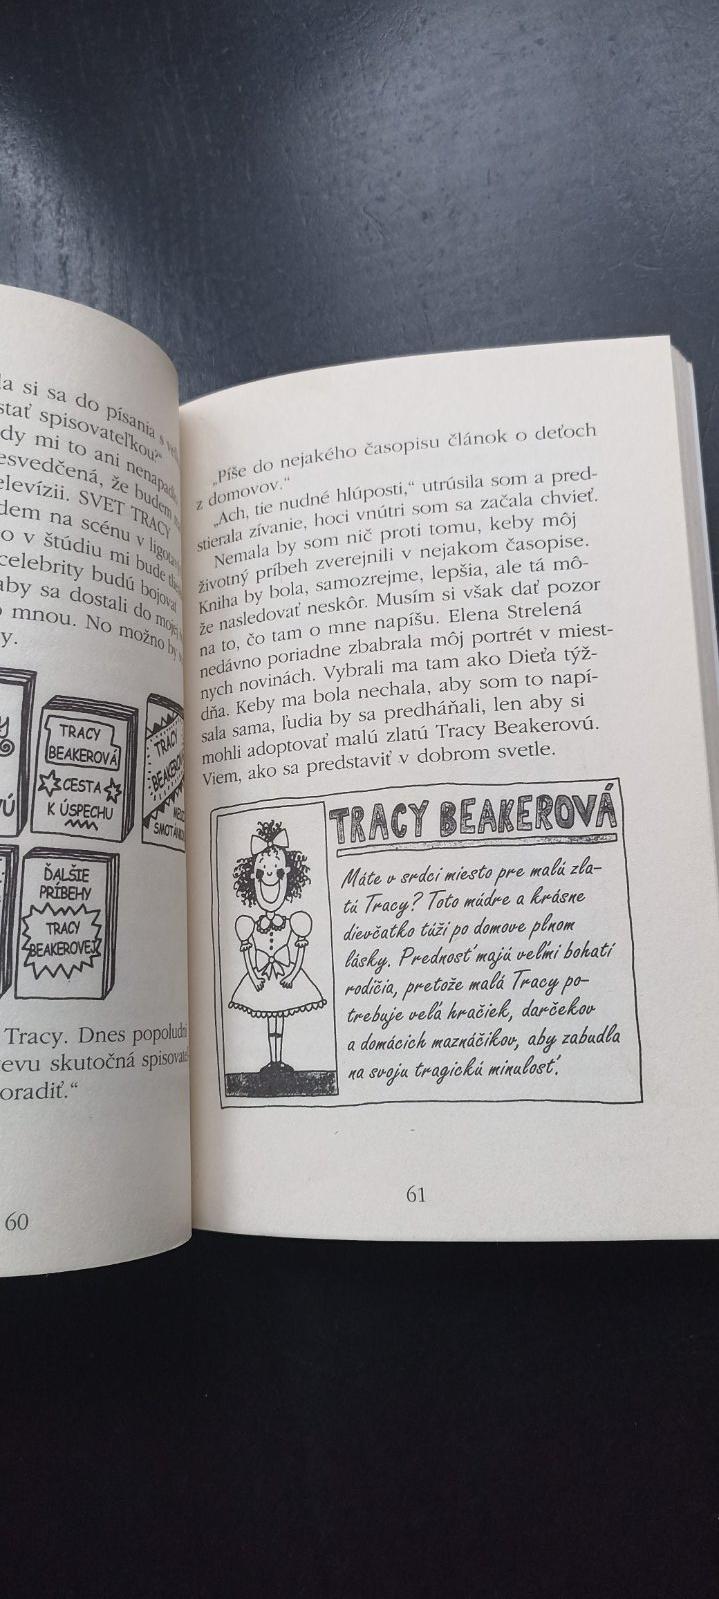 la si sa do písania s
stať spisovateľkou?"
dy mi to ani nenapadlo
esvedčená, že budem
elevízii. SVET TRACY
dem na scénu v
o v štúdiu mi bude
celebrity budú bojovať
aby sa dostali do mojej
o mnou. No možno by
y.
TRACY
BEAKEROVÁ
CESTA
K ÚSPECHU
TRACY
ĎALŠIE
PRÍBEHY
TRACY
BEAKEROVEJ
Tracy. Dnes popoludní
evu skutočná
oradiť.“
60
„Píše do nejakého časopisu článok o deťoch
z domovov.“
„Ach, tie nudné hlúposti,“ utrúsila som a pred-
stierala zívanie, hoci vnútri som sa začala chvieť.
Nemala by som nič proti tomu, keby môj
životný príbeh zverejnili v nejakom časopise.
Kniha by bola, samozrejme, lepšia, ale tá mô-
že nasledovať neskôr. Musím si však dať pozor
na to, čo tam o mne napíšu. Elena Strelená
nedávno poriadne zbabrala môj portrét v miest-
nych novinách. Vybrali ma tam ako Dieťa týž-
dňa. Keby ma bola nechala, aby som to napí-
sala sama, ľudia by sa predháňali, len aby si
mohli adoptovať malú zlatú Tracy Beakerovú.
Viem, ako sa predstaviť v dobrom svetle.
TRACY BEAKEROVÁ
Máte v srdci miesto pre malú zla-
tú Tracy? Toto múdre a krásne
dievčatko túži po domove plnom
lásky. Prednosť majú veľmi bohatí
rodičia, pretože malá Tracy po-
trebuje veľa hračiek, darčekov
a domácich maznáčikov, aby zabudla
na svoju tragickú minulosť.
61